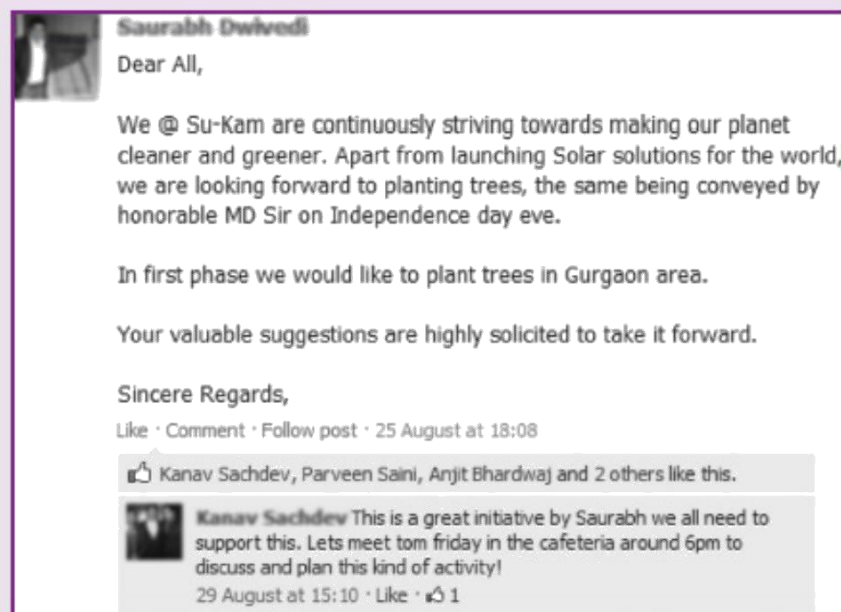 Saurabh Dwivedi
Dear All,
We @ Su-Kam are continuously striving towards making our planet
cleaner and greener. Apart from launching Solar solutions for the world,
we are looking forward to planting trees, the same being conveyed by
honorable MD Sir on Independence day eve.
In first phase we would like to plant trees in Gurgaon area.
Your valuable suggestions are highly solicited to take it forward.
Sincere Regards,
Like · Comment · Follow post · 25 August at 18:08
Kanav Sachdev, Parveen Saini, Anjit Bhardwaj and 2 others like this.
Kanav Sachdev This is a great initiative by Saurabh we all need to
support this. Lets meet tom friday in the cafeteria around 6pm to
discuss and plan this kind of activity!
29 August at 15:10 · Like · 1